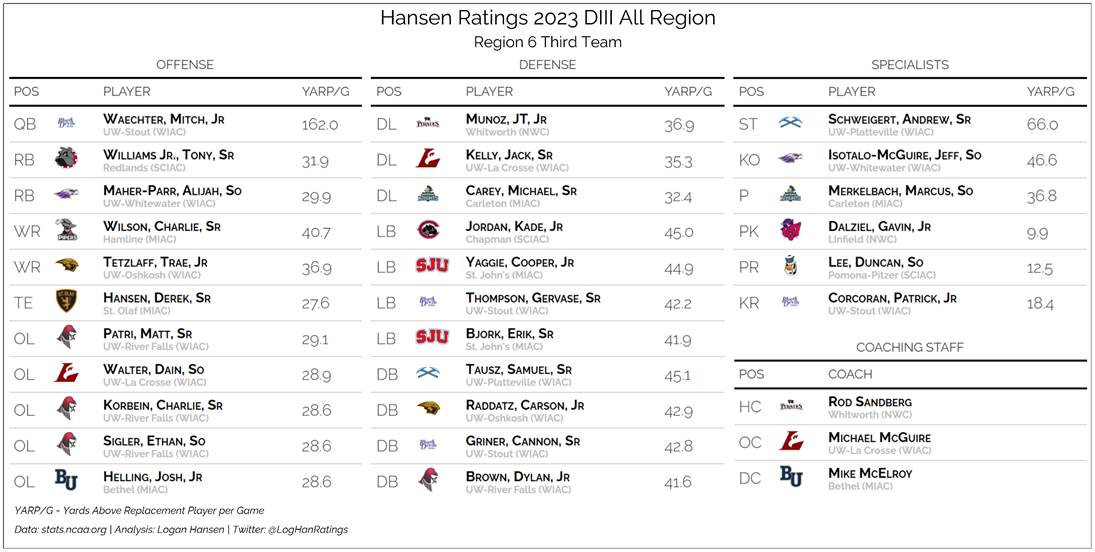 Hansen Ratings 2023 DIII All Region
Region 6 Third Team
OFFENSE
POS PLAYER YARP/G
QB WAECHTER, MITCH, JR 162.0
UW-Stout (WIAC)
RB WILLIAMS JR., TONY, SR 31.9
Redlands (SCIAC)
RB MAHER-PARR, ALIJAH, SO 29.9
UW-Whitewater (WIAC)
WR WILSON, CHARLIE, SR 40.7
Hamline (MIAC)
WR TETZLAFF, TRAE, JR 36.9
UW-Oshkosh (WIAC)
TE HANSEN, DEREK, SR 27.6
St. Olaf (MIAC)
OL PATRI, MATT, SR 29.1
UW-River Falls (WIAC)
OL WALTER, DAIN, SO 28.9
UW-La Crosse (WIAC)
OL KORBEIN, CHARLIE, SR 28.6
UW-River Falls (WIAC)
OL SIGLER, ETHAN, SO 28.6
UW-River Falls (WIAC)
OL BU HELLING, JOSH, JR 28.6
Bethel (MIAC)
DEFENSE
POS PLAYER YARP/G
DL PIRATES MUNOZ, JT, JR 36.9
Whitworth (NWC)
DL KELLY, JACK, SR 35.3
UW-La Crosse (WIAC)
DL CAREY, MICHAEL, SR 32.4
Carleton (MIAC)
LB JORDAN, KADE, JR 45.0
Chapman (SCIAC)
LB SJU YAGGIE, COOPER, JR 44.9
St. John's (MIAC)
LB THOMPSON, GERVASE, SR 42.2
UW-Stout (WIAC)
LB SJU BJORK, ERIK, SR 41.9
St. John's (MIAC)
DB TAUSZ, SAMUEL, SR 45.1
UW-Platteville (WIAC)
DB RADDATZ, CARSON, JR 42.9
UW-Oshkosh (WIAC)
DB GRINER, CANNON, SR 42.8
UW-Stout (WIAC)
DB BROWN, DYLAN, JR 41.6
UW-River Falls (WIAC)
SPECIALISTS
POS PLAYER YARP/G
ST SCHWEIGERT, ANDREW, SR 66.0
UW-Platteville (WIAC)
KO ISOTALO-MCGUIRE, JEFF, SO 46.6
UW-Whitewater (WIAC)
P MERKELBACH, MARCUS, SO 36.8
Carleton (MIAC)
PK DALZIEL, GAVIN, JR 9.9
Linfield (NWC)
PR LEE, DUNCAN, SO 12.5
Pomona-Pitzer (SCIAC)
KR CORCORAN, PATRICK, JR 18.4
UW-Stout (WIAC)
COACHING STAFF
POS COACH
HC PIRATES ROD SANDBERG
Whitworth (NWC)
OC MICHAEL MCGUIRE
UW-La Crosse (WIAC)
DC BU MIKE MCELROY
Bethel (MIAC)
YARP/G = Yards Above Replacement Player per Game
Data: stats.ncaa.org | Analysis: Logan Hansen | Twitter: @LogHanRatings